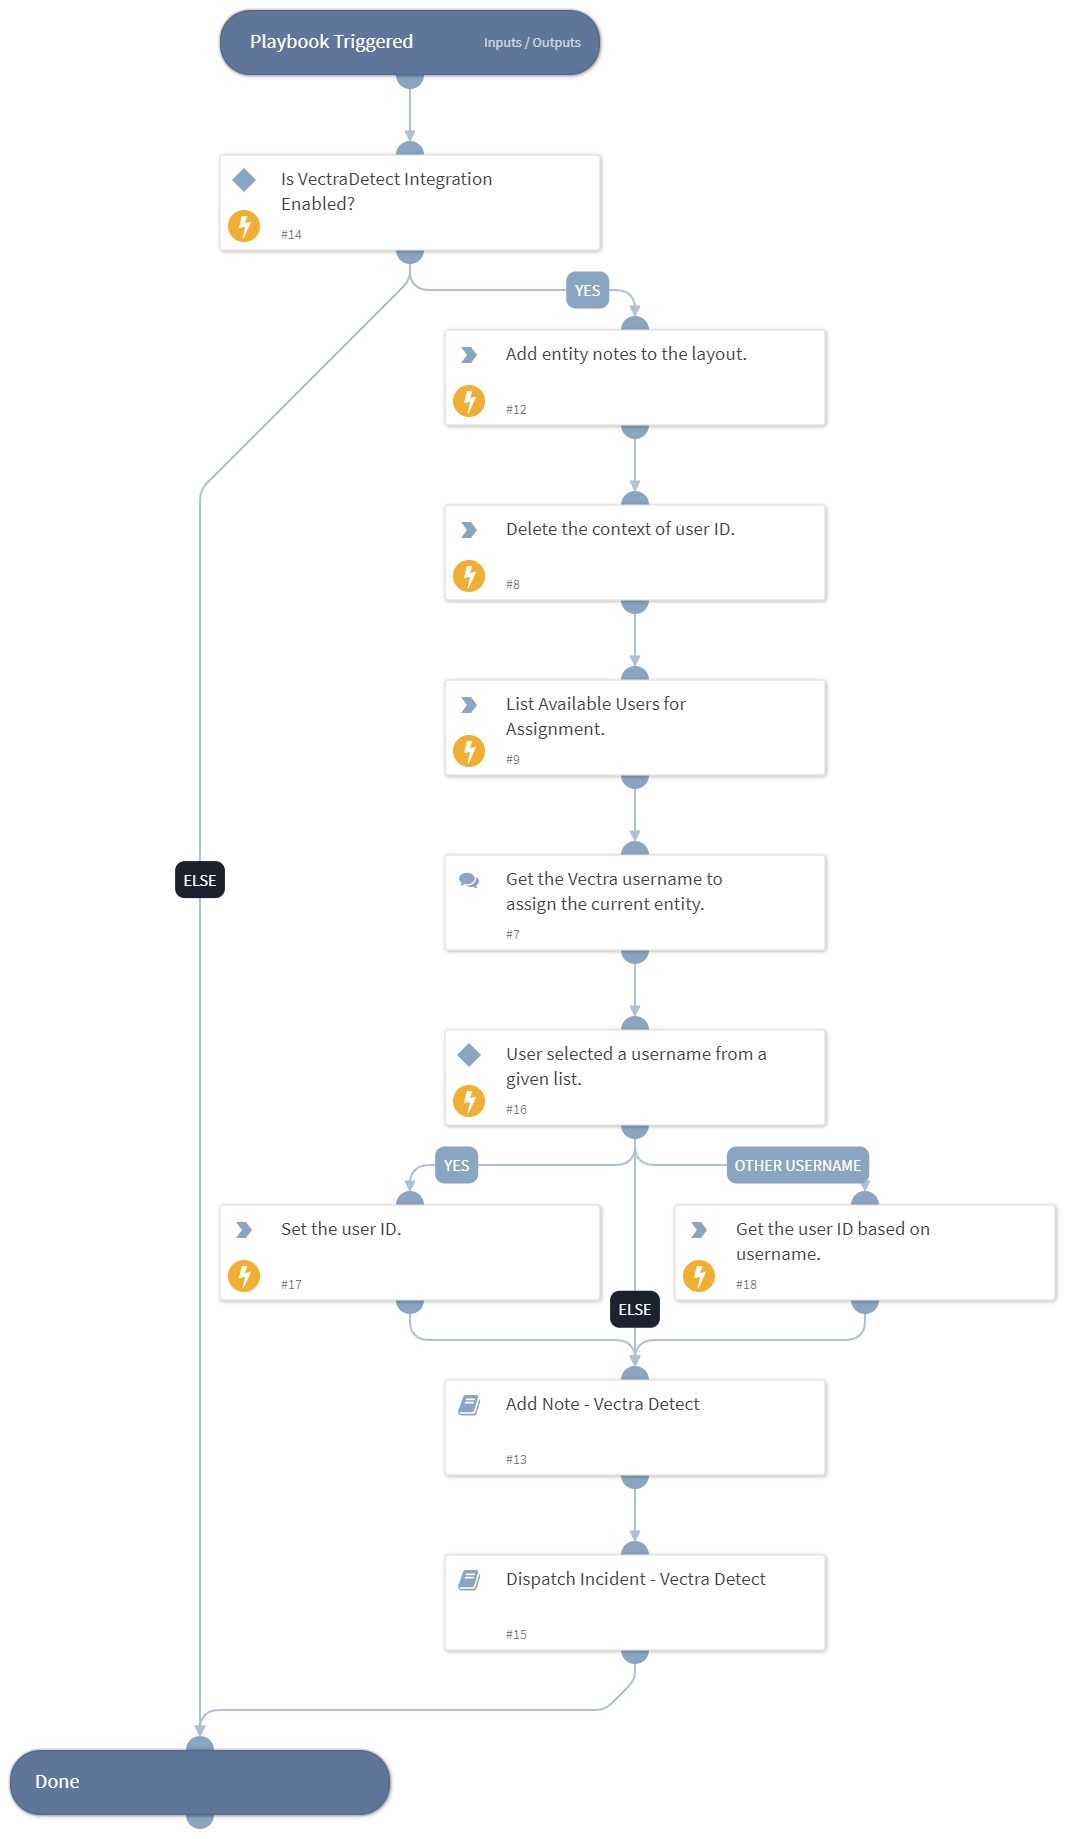 Playbook Triggered
Inputs / Outputs
Is VectraDetect Integration
Enabled?
#14
YES
Add entity notes to the layout.
#12
Delete the context of user ID.
#8
List Available Users for
Assignment.
#9
ELSE
Get the Vectra username to
assign the current entity.
#7
User selected a username from a
given list.
#16
YES
OTHER USERNAME
Set the user ID.
#17
Get the user ID based on
username.
#18
ELSE
Add Note - Vectra Detect
#13
Dispatch Incident - Vectra Detect
#15
Done